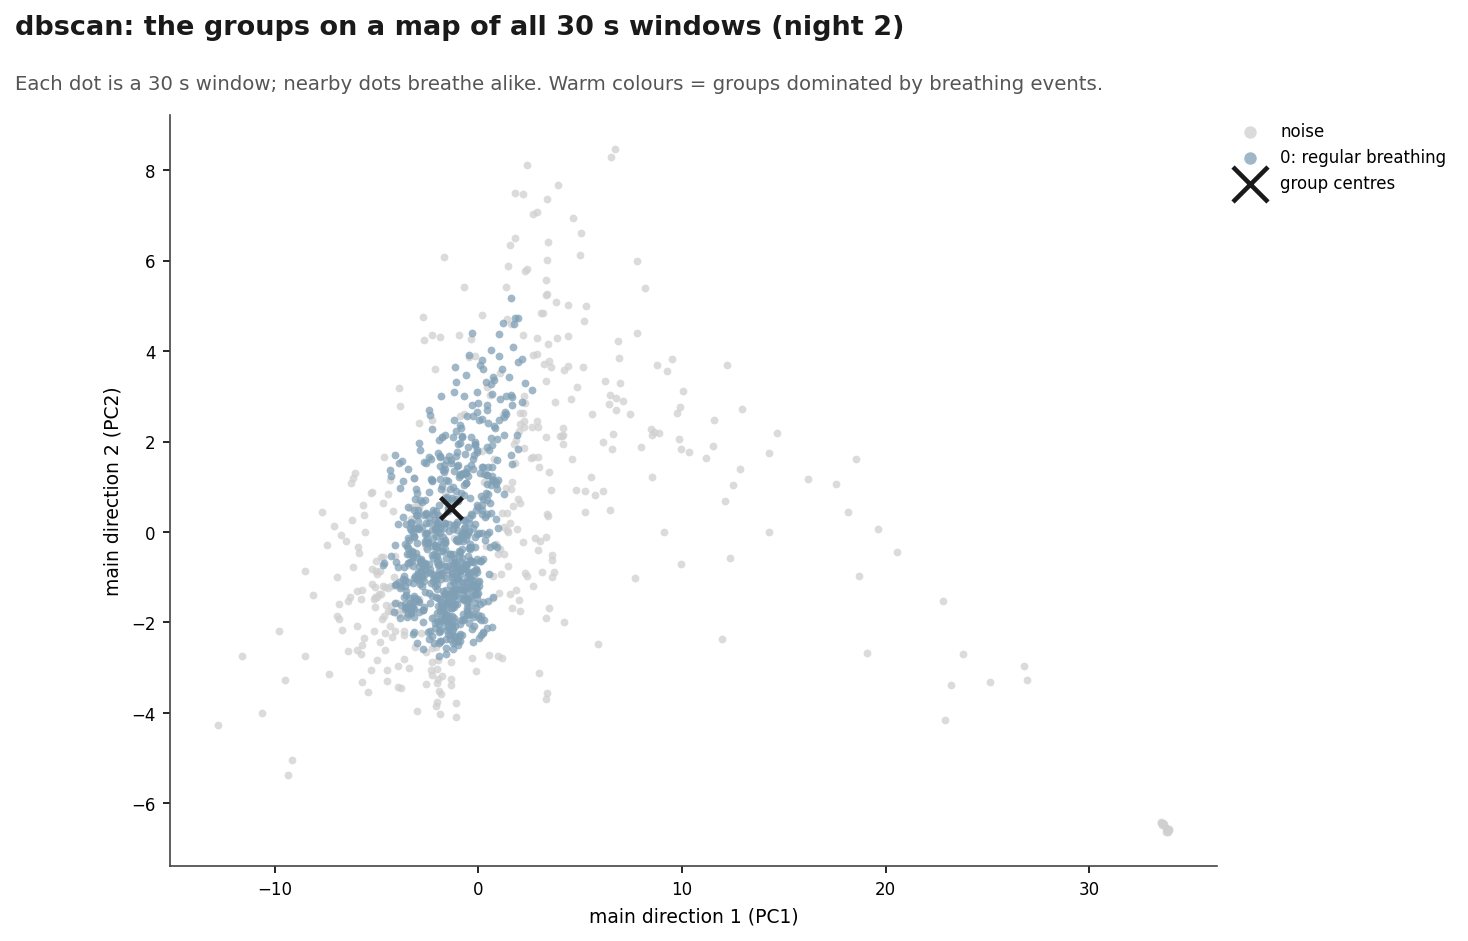 dbscan: the groups on a map of all 30 s windows (night 2)
Each dot is a 30 s window; nearby dots breathe alike. Warm colours = groups dominated by breathing events.
noise
0: regular breathing
group centres
8
6
4
2
0
−2
−4
−6
main direction 2 (PC2)
−10
0
10
20
30
main direction 1 (PC1)